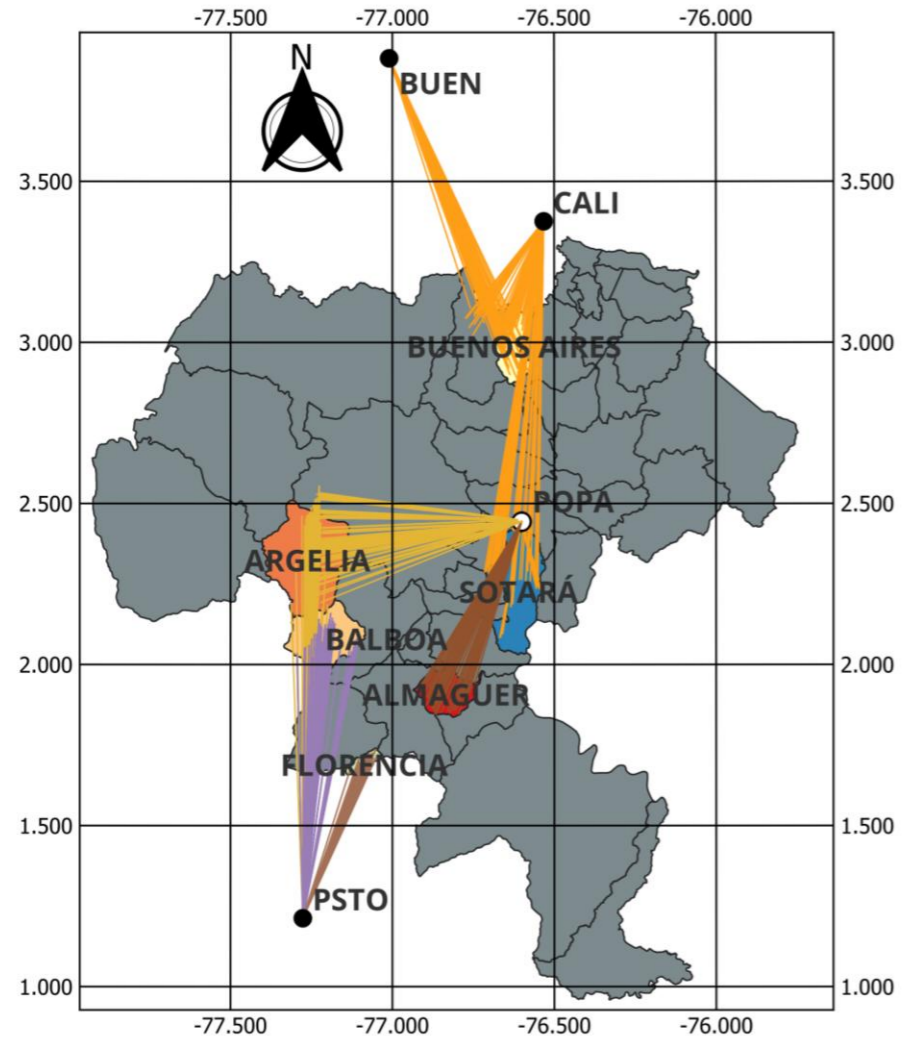 -77.500 -77.000 -76.500 -76.000
N
BUEN
3.500 3.500
CALI
3.000 3.000
BUENOS AIRES
2.500 2.500
POPA
ARGELIA
SOTARÁ
BALBOA
2.000 2.000
ALMAGUER
FLORENCIA
1.500 1.500
PSTO
1.000 1.000
-77.500 -77.000 -76.500 -76.000